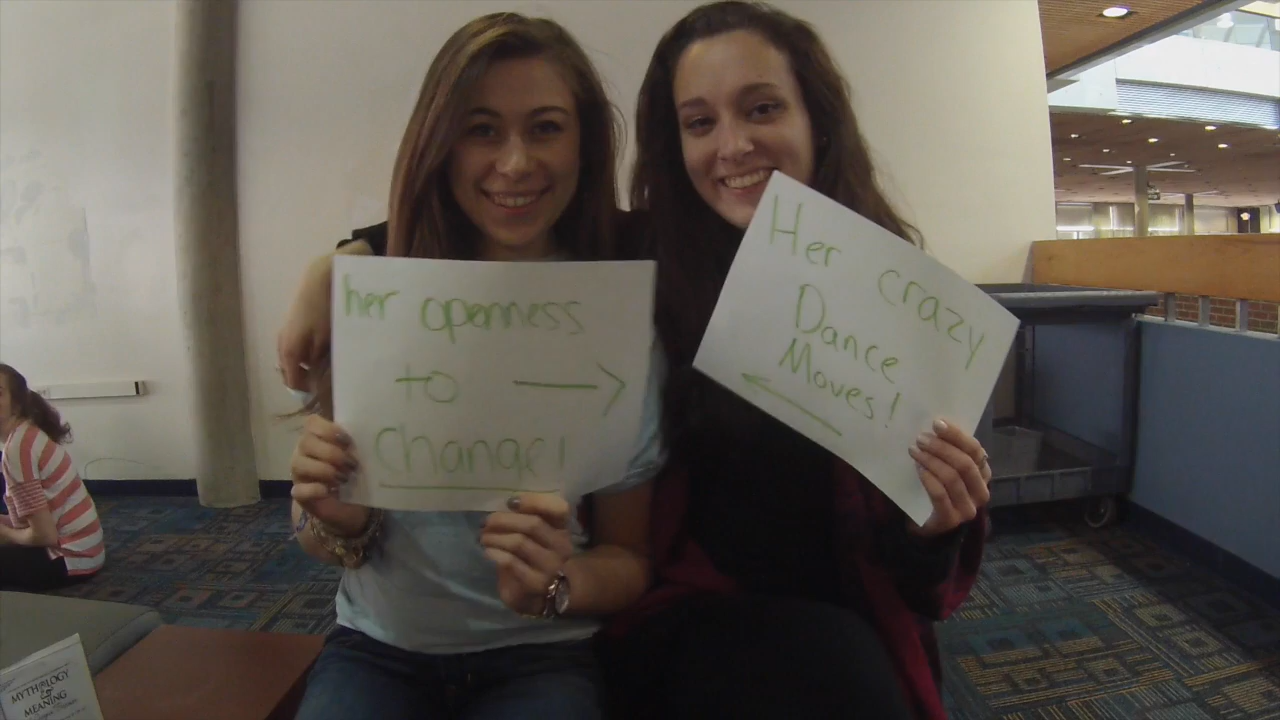 her openness
to →
change!
Her crazy
Dance
Moves!
←
MYTHOLOGY
&
MEANING